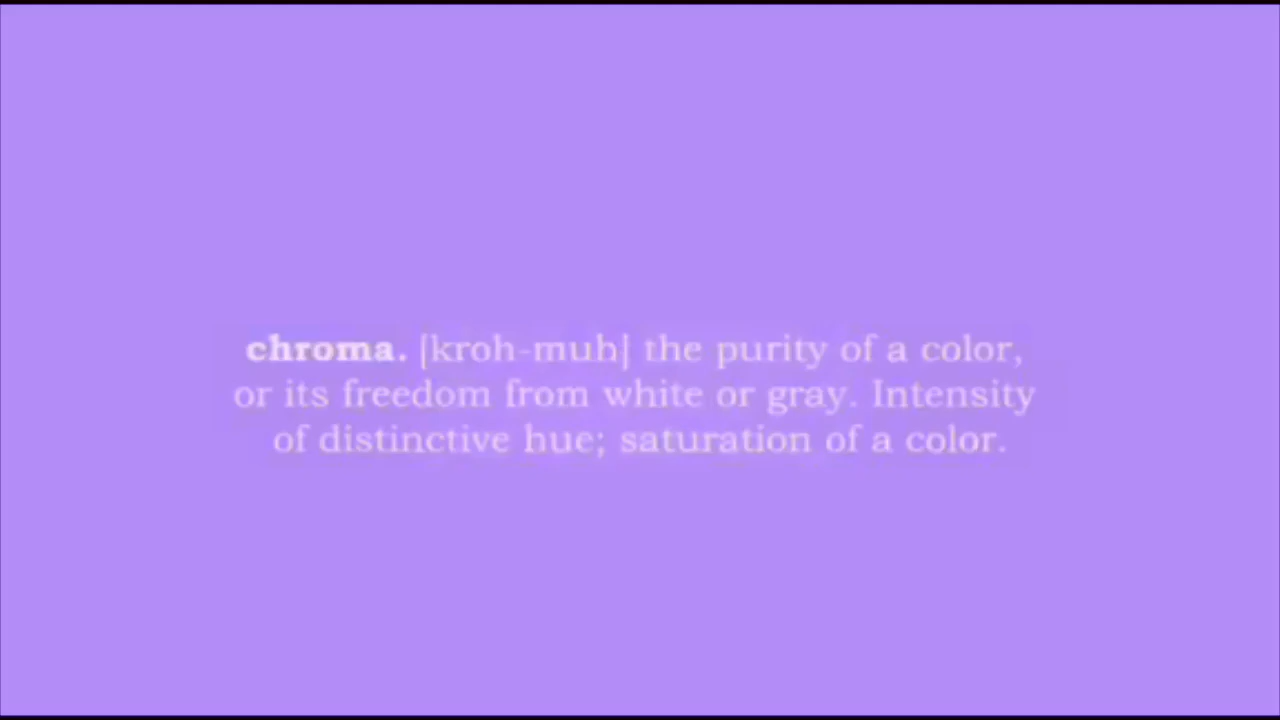 chroma. [kroh-muh] the purity of a color,
or its freedom from white or gray. Intensity
of distinctive hue; saturation of a color.